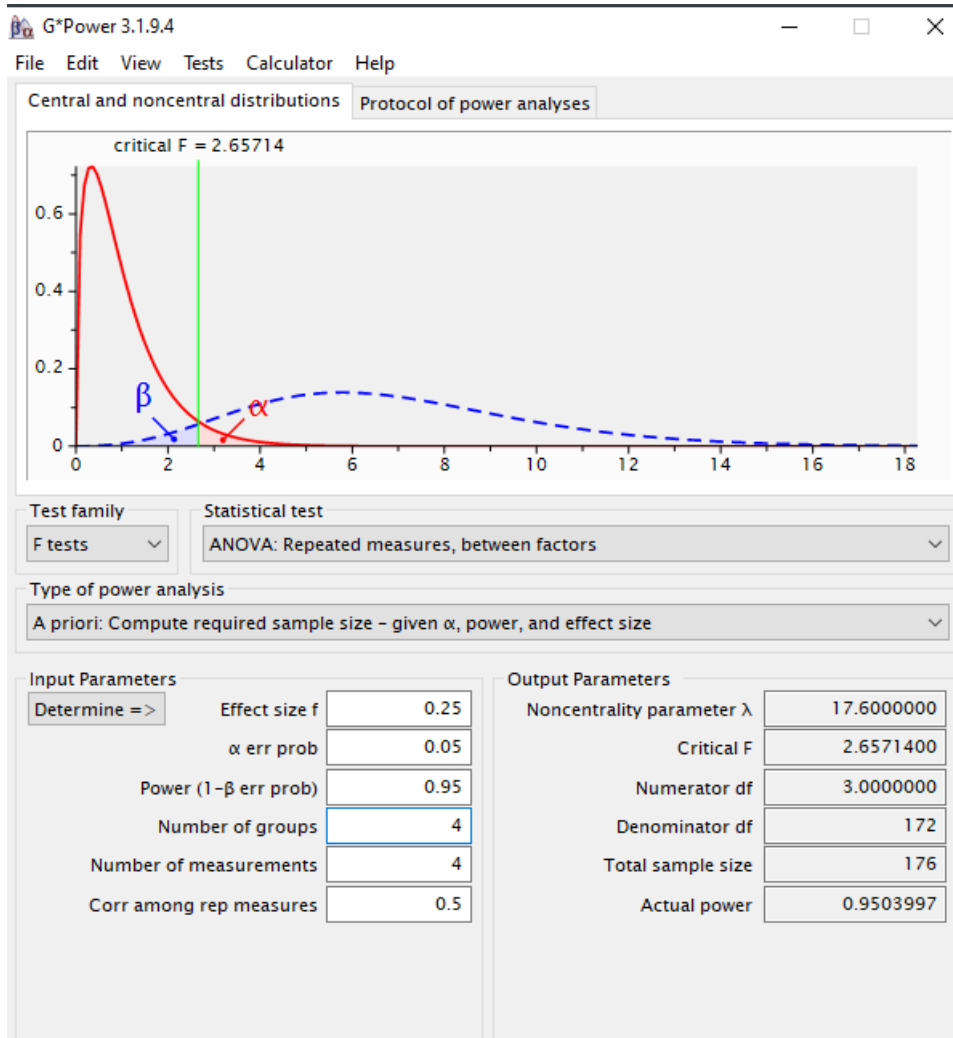 G*Power 3.1.9.4
File Edit View Tests Calculator Help
Central and noncentral distributions Protocol of power analyses
critical F = 2.65714
0.6
0.4
0.2
0
β α
0 2 4 6 8 10 12 14 16 18
Test family Statistical test
F tests ANOVA: Repeated measures, between factors
Type of power analysis
A priori: Compute required sample size – given α, power, and effect size
Input Parameters Output Parameters
Determine => Effect size f 0.25 Noncentrality parameter λ 17.6000000
α err prob 0.05 Critical F 2.6571400
Power (1-β err prob) 0.95 Numerator df 3.0000000
Number of groups 4 Denominator df 172
Number of measurements 4 Total sample size 176
Corr among rep measures 0.5 Actual power 0.9503997